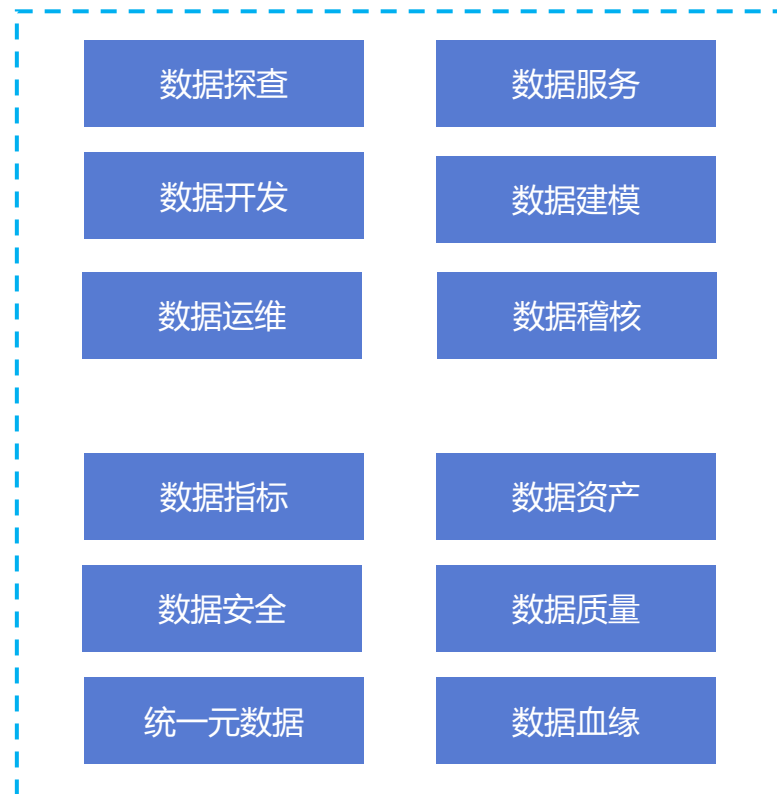 数据探查
数据服务
数据开发
数据建模
数据运维
数据稽核
数据指标
数据资产
数据安全
数据质量
统一元数据
数据血缘